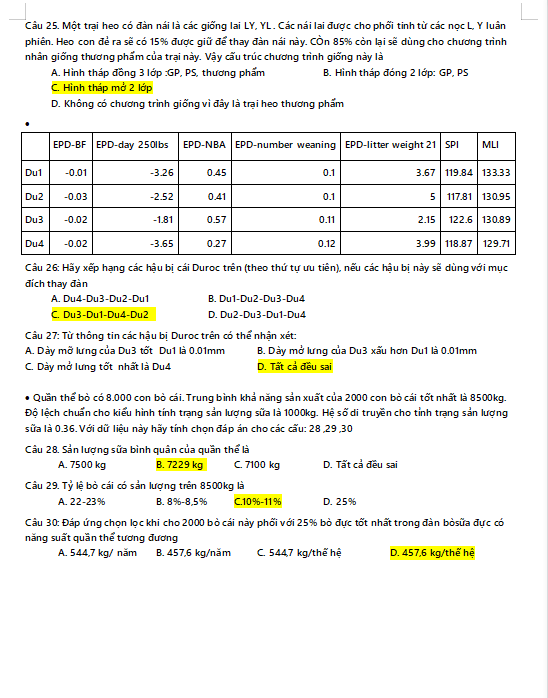 Câu 25. Một trại heo có đàn nái là các giống lai LY, YL. Các nái lai được cho phối tinh từ các nọc L, Y luân
phiên. Heo con đẻ ra sẽ có 15% được giữ để thay đàn nái này. CÒn 85% còn lại sẽ dùng cho chương trình
nhân giống thương phẩm của trại này. Vậy cấu trúc chương trình giống này là
A. Hình tháp đồng 3 lớp :GP, PS, thương phẩm B. Hình tháp đóng 2 lớp: GP, PS
C. Hình tháp mở 2 lớp
D. Không có chương trình giống vì đây là trại heo thương phẩm
•
EPD-BF EPD-day 250lbs EPD-NBA EPD-number weaning EPD-litter weight 21 SPI MLI
Du1 -0.01 -3.26 0.45 0.1 3.67 119.84 133.33
Du2 -0.03 -2.52 0.41 0.1 5 117.81 130.95
Du3 -0.02 -1.81 0.57 0.11 2.15 122.6 130.89
Du4 -0.02 -3.65 0.27 0.12 3.99 118.87 129.71
Câu 26: Hãy xếp hạng các hậu bị cái Duroc trên (theo thứ tự ưu tiên), nếu các hậu bị này sẽ dùng với mục
đích thay đàn
A. Du4-Du3-Du2-Du1 B. Du1-Du2-Du3-Du4
C. Du3-Du1-Du4-Du2 D. Du2-Du3-Du1-Du4
Câu 27: Từ thông tin các hậu bị Duroc trên có thể nhận xét:
A. Dày mỡ lưng của Du3 tốt Du1 là 0.01mm B. Dày mở lưng của Du3 xấu hơn Du1 là 0.01mm
C. Dày mở lưng tốt nhất là Du4 D. Tất cả đều sai
• Quần thể bò có 8.000 con bò cái. Trung bình khả năng sản xuất của 2000 con bò cái tốt nhất là 8500kg.
Độ lệch chuẩn cho kiểu hình tính trạng sản lượng sữa là 1000kg. Hệ số di truyền cho tính trạng sản lượng
sữa là 0.36. Với dữ liệu này hãy tính chọn đáp án cho các câu: 28 ,29 ,30
Câu 28. Sản lượng sữa bình quân của quần thể là
A. 7500 kg B. 7229 kg C. 7100 kg D. Tất cả đều sai
Câu 29. Tỷ lệ bò cái có sản lượng trên 8500kg là
A. 22-23% B. 8%-8,5% C.10%-11% D. 25%
Câu 30: Đáp ứng chọn lọc khi cho 2000 bò cái này phối với 25% bò đực tốt nhất trong đàn bòsữa đực có
năng suất quần thể tương đương
A. 544,7 kg/ năm B. 457,6 kg/năm C. 544,7 kg/thế hệ D. 457,6 kg/thế hệ